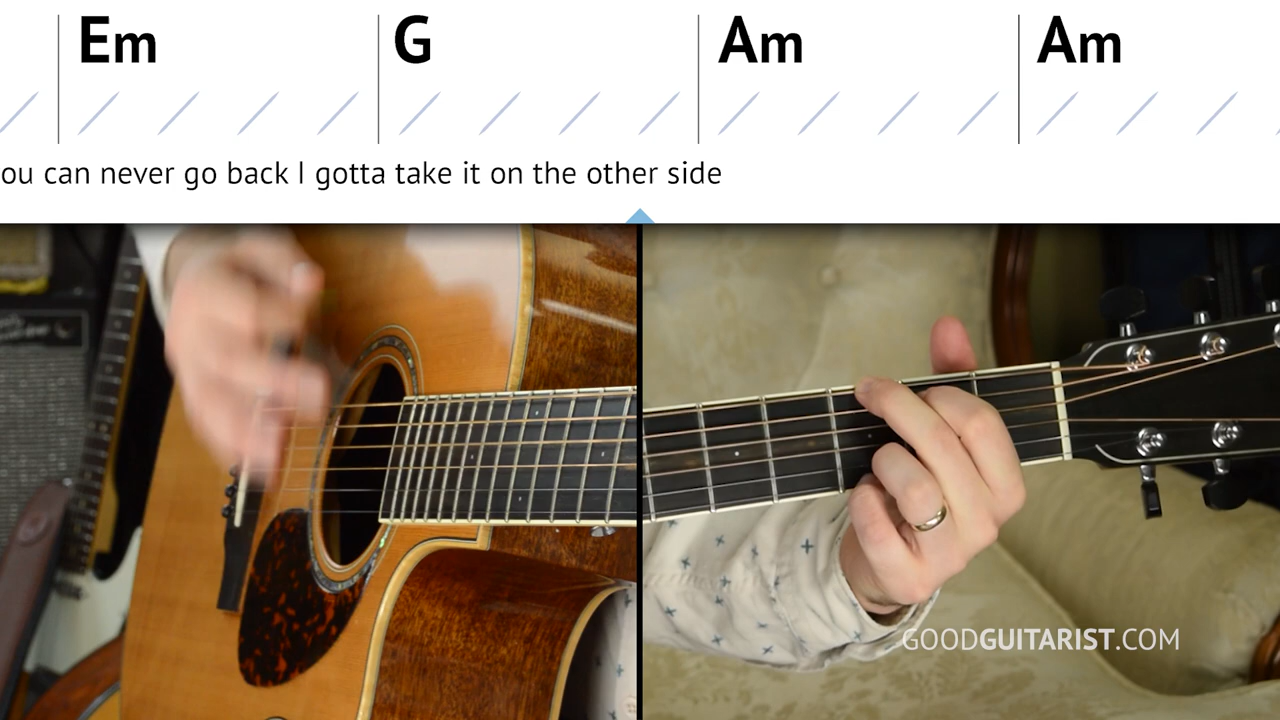 Em G Am Am
ou can never go back I gotta take it on the other side
GOODGUITARIST.COM